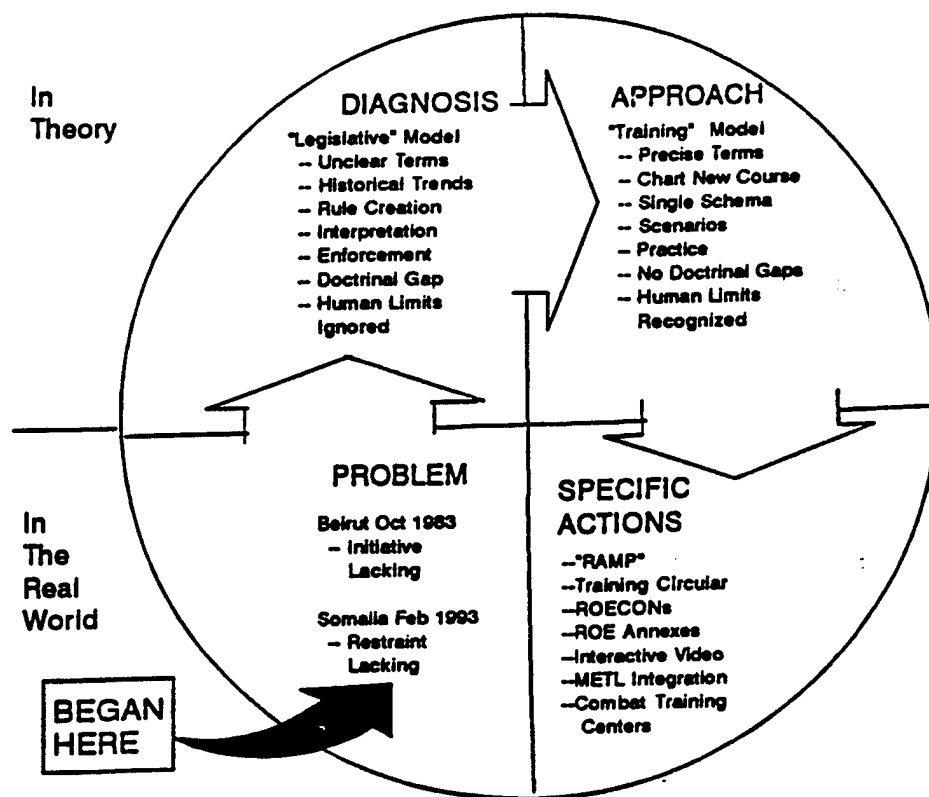 In
Theory
DIAGNOSIS
"Legislative" Model
-- Unclear Terms
-- Historical Trends
-- Rule Creation
-- Interpretation
-- Enforcement
-- Doctrinal Gap
-- Human Limits
Ignored
APPROACH
"Training" Model
-- Precise Terms
-- Chart New Course
-- Single Schema
-- Scenarios
-- Practice
-- No Doctrinal Gaps
-- Human Limits
Recognized
In
The
Real
World
PROBLEM
Beirut Oct 1983
-- Initiative
Lacking
Somalia Feb 1993
-- Restraint
Lacking
BEGAN
HERE
SPECIFIC
ACTIONS
--"RAMP"
--Training Circular
--ROECONs
--ROE Annexes
--Interactive Video
--METL Integration
--Combat Training
Centers